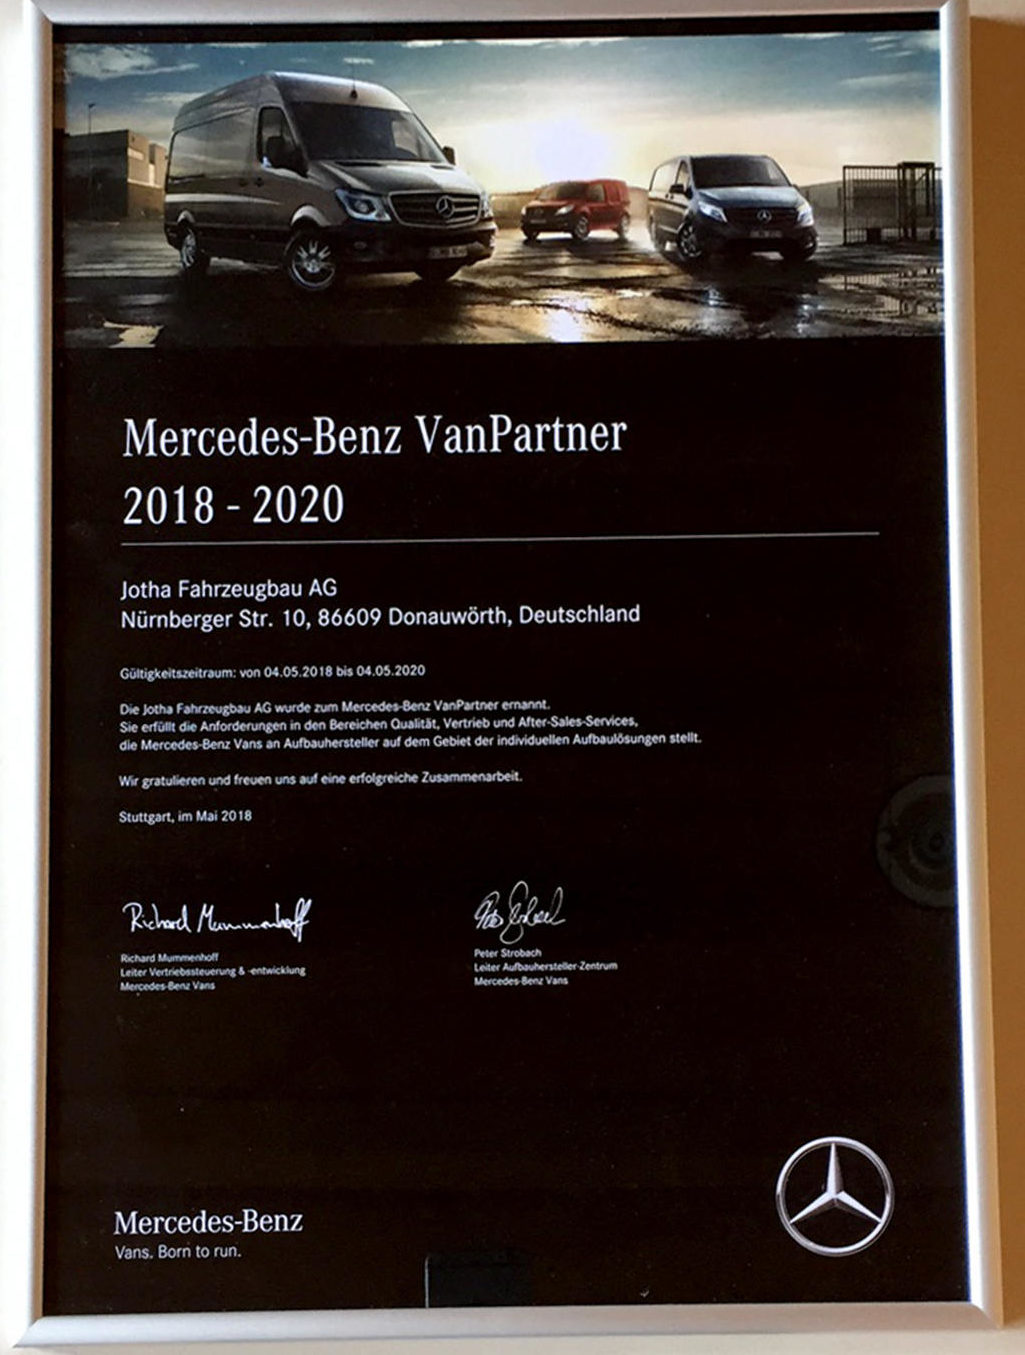 Mercedes-Benz VanPartner
2018 - 2020
Jotha Fahrzeugbau AG
Nürnberger Str. 10, 86609 Donauwörth, Deutschland
Gültigkeitszeitraum: von 04.05.2018 bis 04.05.2020
Die Jotha Fahrzeugbau AG wurde zum Mercedes-Benz VanPartner ernannt.
Sie erfüllt die Anforderungen in den Bereichen Qualität, Vertrieb und After-Sales-Services,
die Mercedes-Benz Vans an Aufbauhersteller auf dem Gebiet der individuellen Aufbaulösungen stellt.
Wir gratulieren und freuen uns auf eine erfolgreiche Zusammenarbeit.
Stuttgart, im Mai 2018
Richard Mummenhoff
Richard Mummenhoff
Leiter Vertriebssteuerung & -entwicklung
Mercedes-Benz Vans
Peter Strobach
Leiter Aufbauhersteller-Zentrum
Mercedes-Benz Vans
Mercedes-Benz
Vans. Born to run.